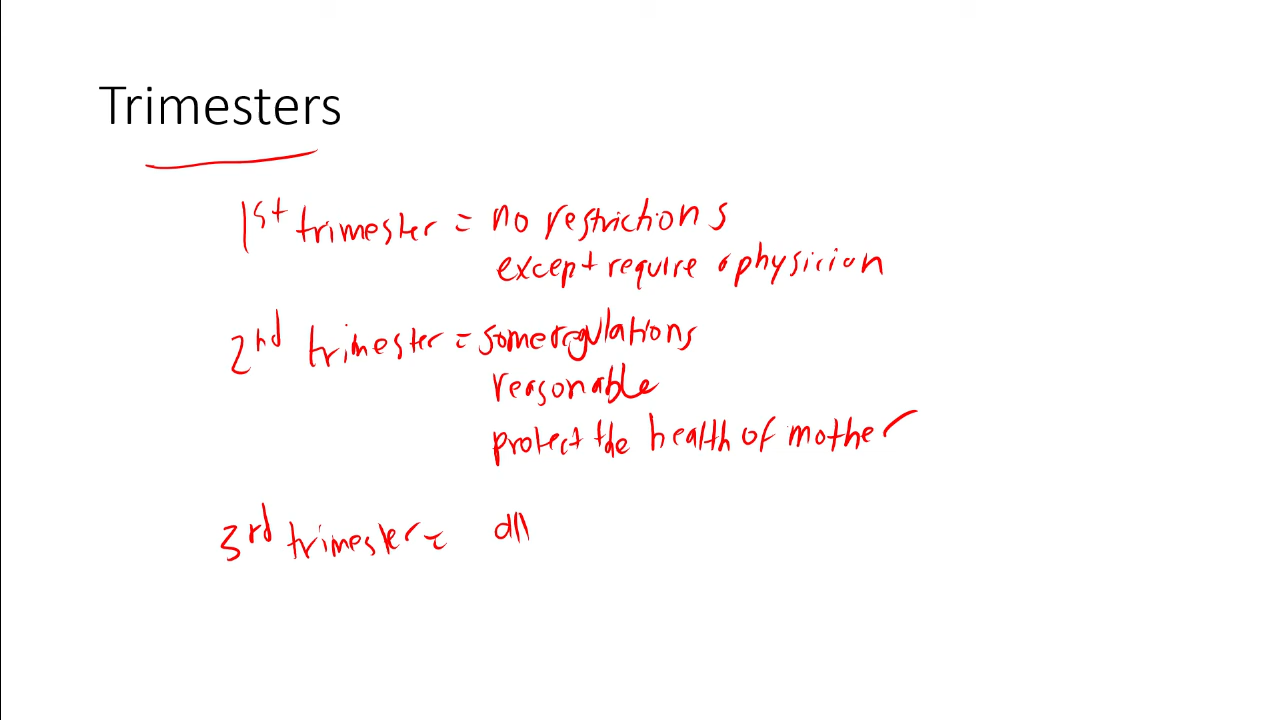 Trimesters
1st trimester = no restrictions
except require a physician
2nd trimester = some regulations
reasonable
protect the health of mother
3rd trimester = all